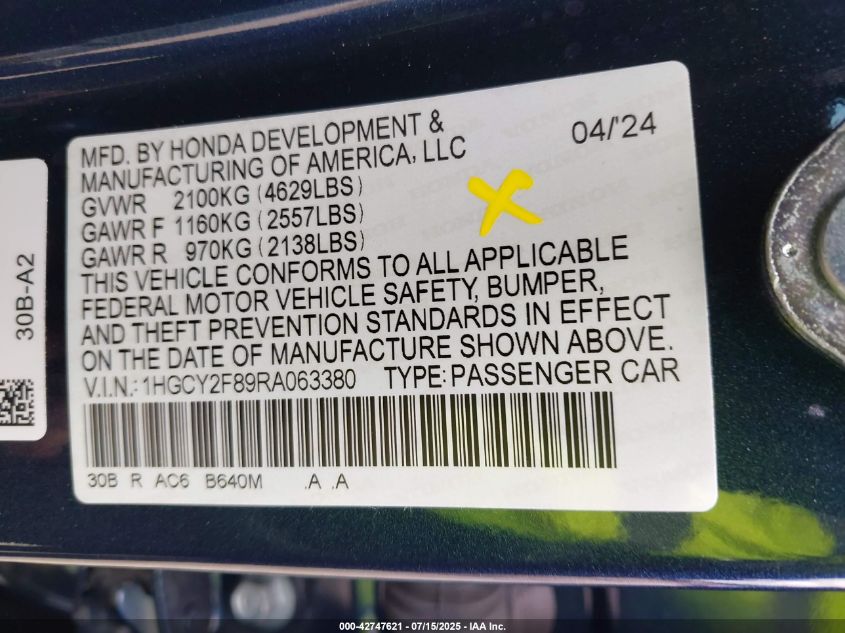 MFD. BY HONDA DEVELOPMENT &
MANUFACTURING OF AMERICA, LLC
04/'24
GVWR 2100KG (4629LBS)
GAWR F 1160KG (2557LBS)
GAWR R 970KG (2138LBS)
THIS VEHICLE CONFORMS TO ALL APPLICABLE
FEDERAL MOTOR VEHICLE SAFETY, BUMPER,
AND THEFT PREVENTION STANDARDS IN EFFECT
ON THE DATE OF MANUFACTURE SHOWN ABOVE.
V.I.N.: 1HGCY2F89RA063380 TYPE: PASSENGER CAR
30B R AC6 B640M .A .A
30B-A2
000-42747621 - 07/15/2025 - IAA Inc.